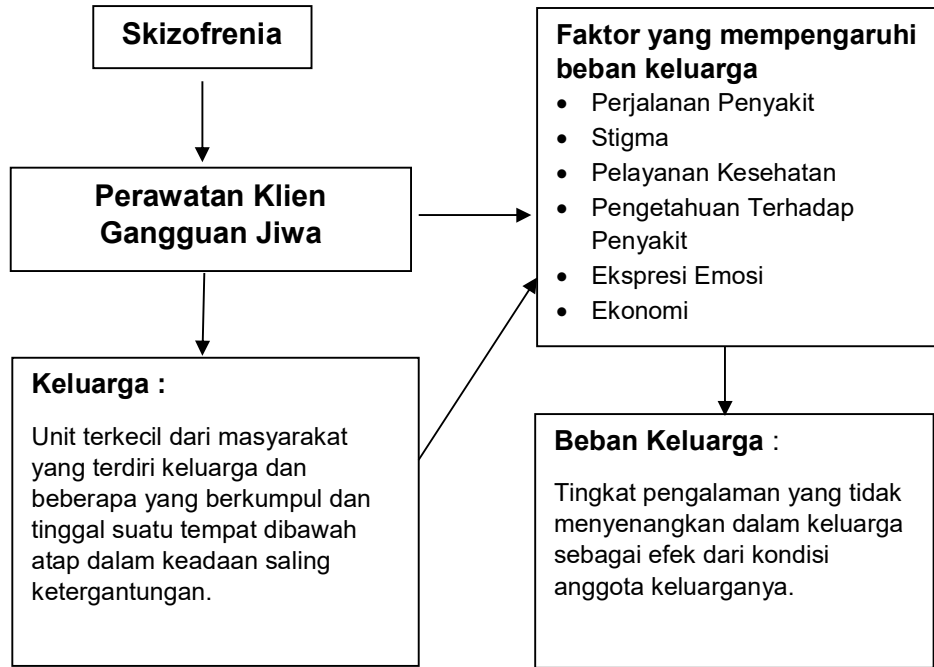 Skizofrenia
Perawatan Klien
Gangguan Jiwa
Keluarga :
Unit terkecil dari masyarakat
yang terdiri keluarga dan
beberapa yang berkumpul dan
tinggal suatu tempat dibawah
atap dalam keadaan saling
ketergantungan.
Faktor yang mempengaruhi
beban keluarga
• Perjalanan Penyakit
• Stigma
• Pelayanan Kesehatan
• Pengetahuan Terhadap
Penyakit
• Ekspresi Emosi
• Ekonomi
Beban Keluarga :
Tingkat pengalaman yang tidak
menyenangkan dalam keluarga
sebagai efek dari kondisi
anggota keluarganya.